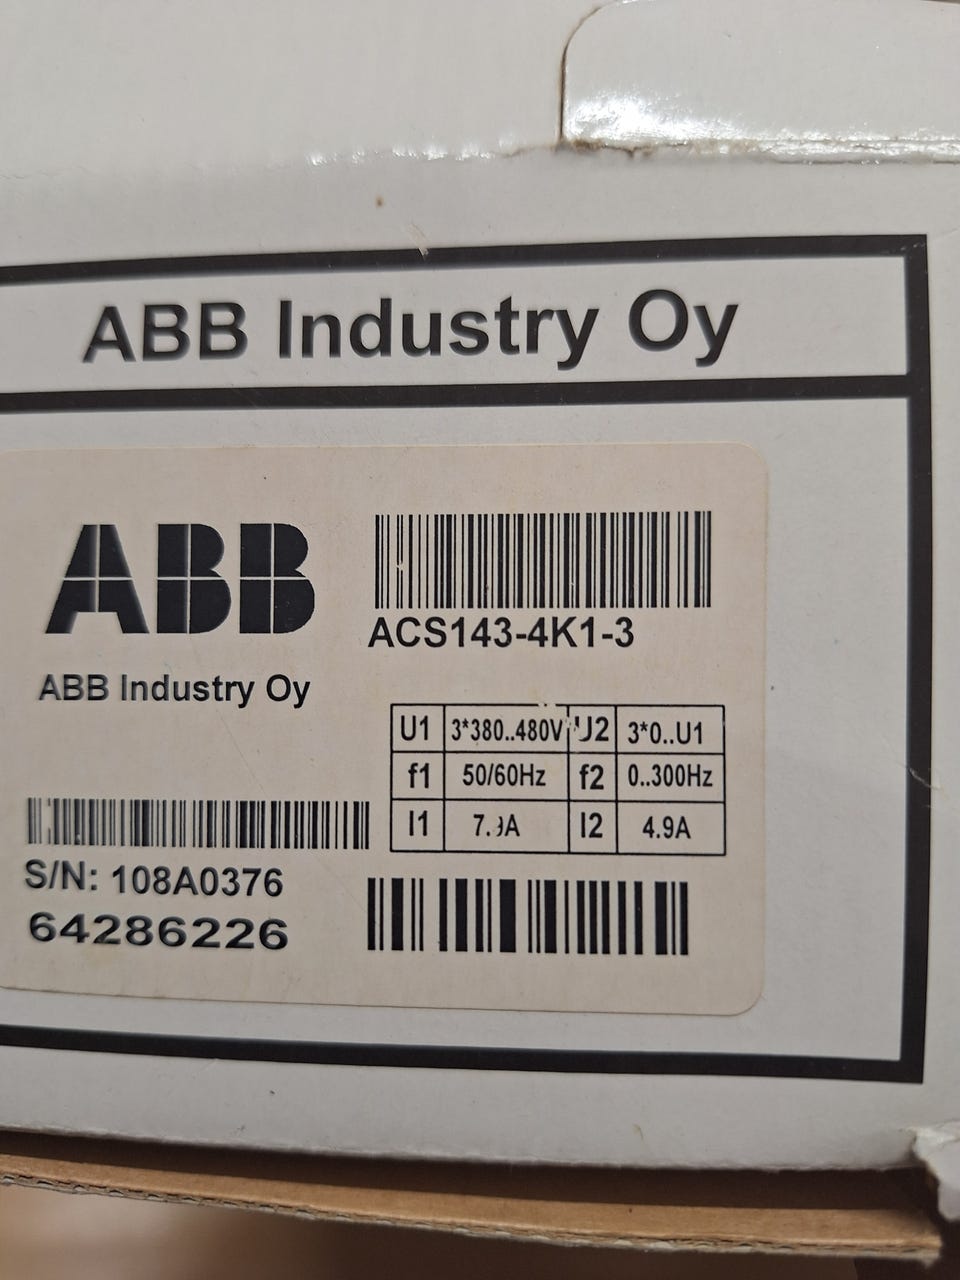 ABB Industry Oy
ABB
ACS143-4K1-3
ABB Industry Oy
U1 3*380..480V U2 3*0..U1
f1 50/60Hz f2 0..300Hz
I1 I2 4.9A
S/N: 108A0376
64286226